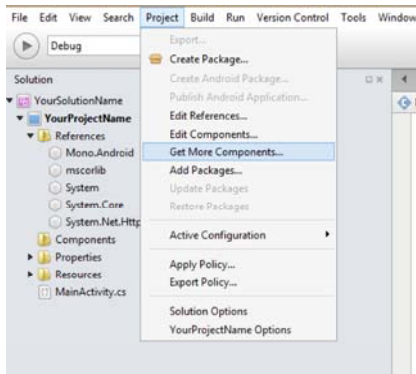 File Edit View Search Project Build Run Version Control Tools Window
Debug
Export...
Create Package...
Solution
Create Android Package...
YourSolutionName
Publish Android Application...
YourProjectName
Edit References...
References
Edit Components...
Mono.Android
Get More Components...
mscorlib
Add Packages...
System
Update Packages
System.Core
Restore Packages
System.Net.Http
Components
Active Configuration
Properties
Apply Policy...
Resources
Export Policy...
MainActivity.cs
Solution Options
YourProjectName Options